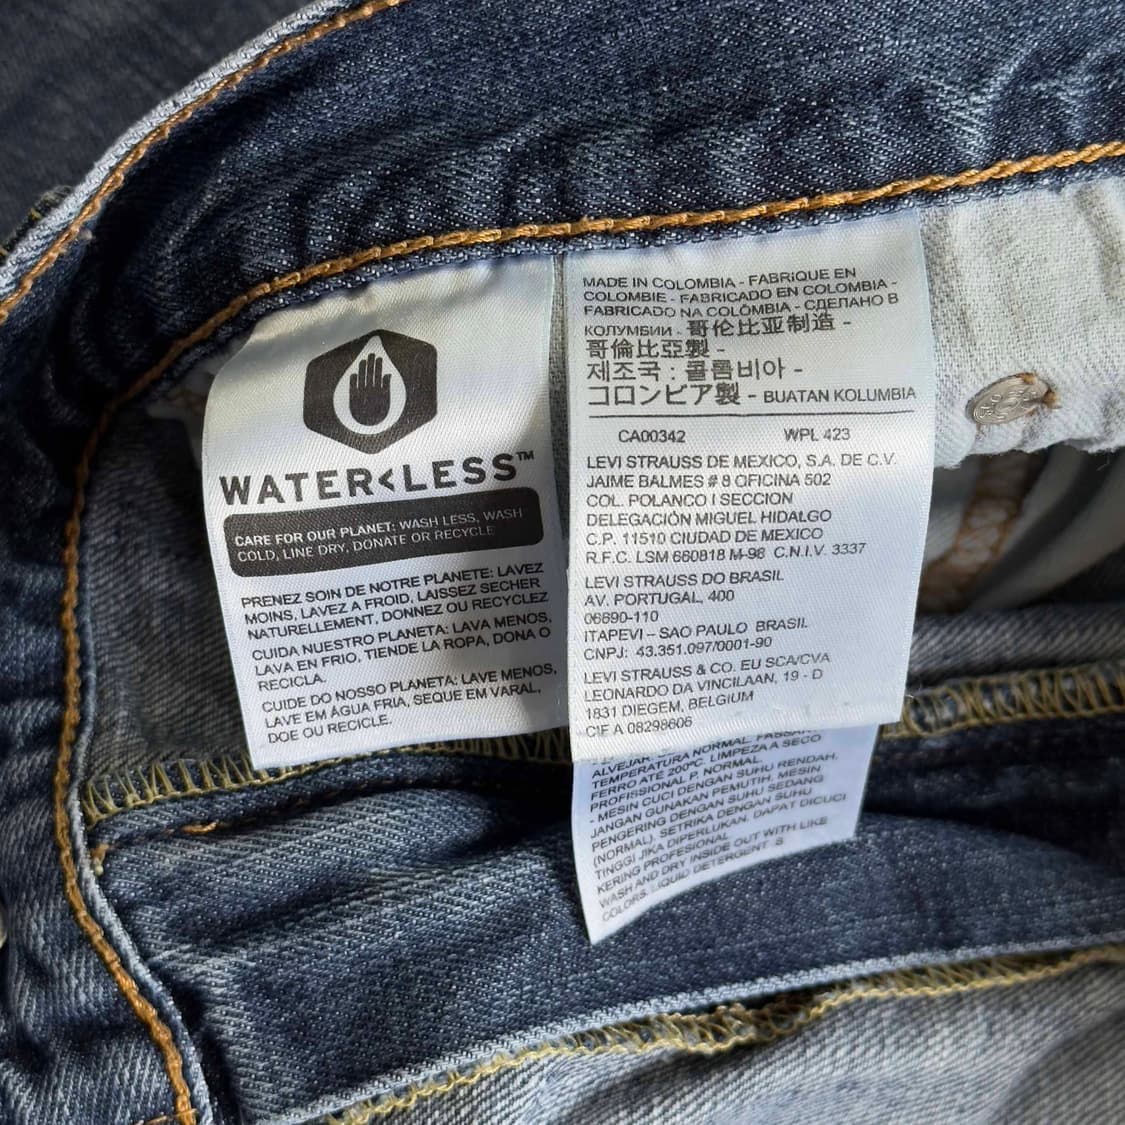 WATER<LESS™
CARE FOR OUR PLANET: WASH LESS, WASH
COLD, LINE DRY, DONATE OR RECYCLE
PRENEZ SOIN DE NOTRE PLANETE: LAVEZ
MOINS, LAVEZ A FROID, LAISSEZ SECHER
NATURELLEMENT, DONNEZ OU RECYCLEZ
CUIDA NUESTRO PLANETA: LAVA MENOS,
LAVA EN FRIO, TIENDE LA ROPA, DONA O
RECICLA.
CUIDE DO NOSSO PLANETA: LAVE MENOS,
LAVE EM ÁGUA FRIA, SEQUE EM VARAL,
DOE OU RECICLE.
MADE IN COLOMBIA - FABRIQUE EN
COLOMBIE - FABRICADO EN COLOMBIA -
FABRICADO NA COLÔMBIA - СДЕЛАНО В
КОЛУМБИИ - 哥伦比亚制造 -
哥倫比亞製 -
제조국 : 콜롬비아 -
コロンビア製 - BUATAN KOLUMBIA
CA00342 WPL 423
LEVI STRAUSS DE MEXICO, S.A. DE C.V.
JAIME BALMES # 8 OFICINA 502
COL. POLANCO I SECCION
DELEGACIÓN MIGUEL HIDALGO
C.P. 11510 CIUDAD DE MEXICO
R.F.C. LSM 660818 M-98 C.N.I.V. 3337
LEVI STRAUSS DO BRASIL
AV. PORTUGAL, 400
06690-110
ITAPEVI – SAO PAULO BRASIL
CNPJ: 43.351.097/0001-90
LEVI STRAUSS & CO. EU SCA/CVA
LEONARDO DA VINCILAAN, 19 - D
1831 DIEGEM, BELGIUM
CIF A 08298606
ALVEJAR. TEMPERATURA NORMAL. PASSAR
TEMPERATURA NORMAL. LIMPEZA A SECO
FERRO ATÉ 200°C. LIMPEZA A SECO
PROFISSIONAL P. NORMAL.
- MESIN CUCI DENGAN SUHU RENDAH.
JANGAN GUNAKAN PEMUTIH. MESIN
PENGERING DENGAN SUHU SEDANG
(NORMAL). SETRIKA DENGAN SUHU
TINGGI JIKA DIPERLUKAN. DAPAT DICUCI
KERING PROFESIONAL.
WASH AND DRY INSIDE OUT WITH LIKE
COLORS. LIQUID DETERGENT .S